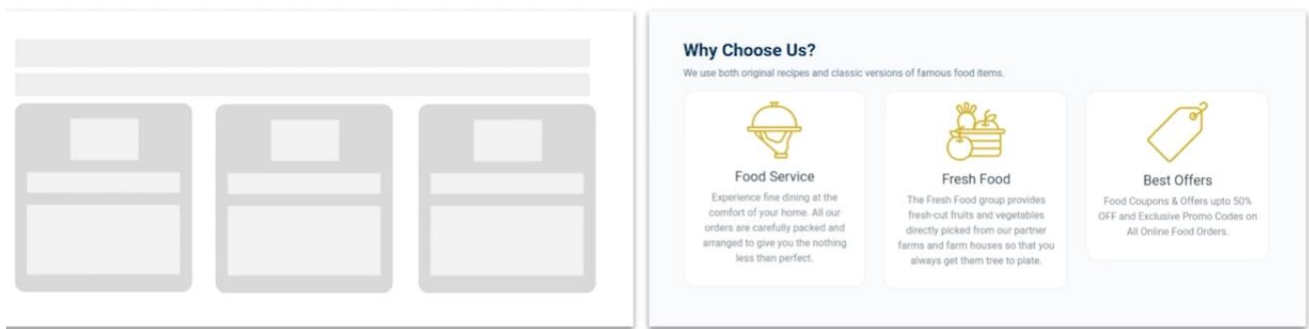 Why Choose Us?
We use both original recipes and classic versions of famous food items.
Food Service
Experience fine dining at the
comfort of your home. All our
orders are carefully packed and
arranged to give you the nothing
less than perfect.
Fresh Food
The Fresh Food group provides
fresh-cut fruits and vegetables
directly picked from our partner
farms and farm houses so that you
always get them tree to plate.
Best Offers
Food Coupons & Offers upto 50%
OFF and Exclusive Promo Codes on
All Online Food Orders.